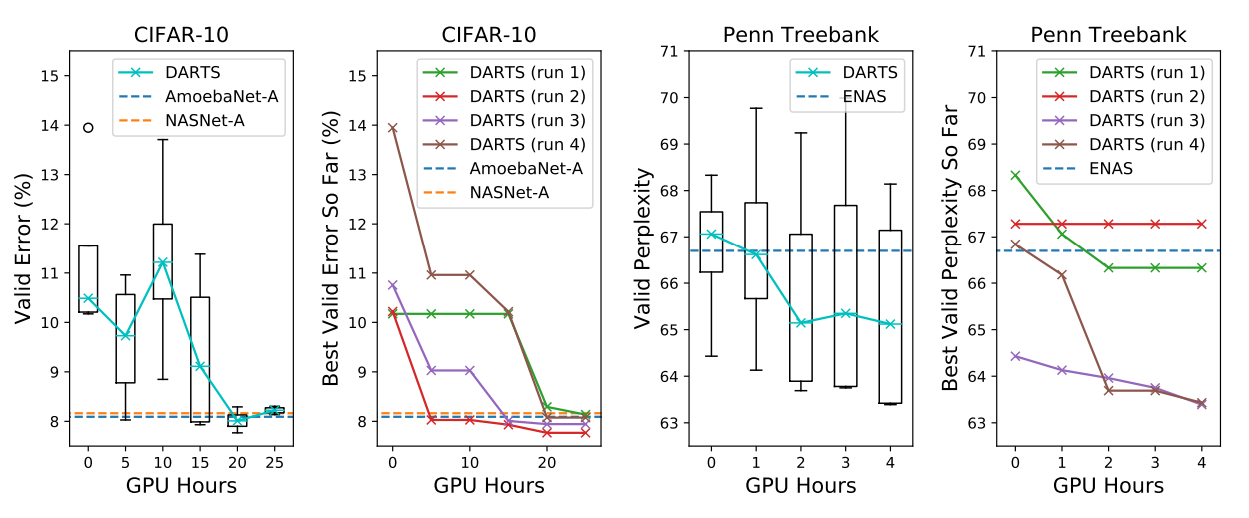 CIFAR-10
15
14
13
12
11
10
9
8
Valid Error (%)
DARTS
AmoebaNet-A
NASNet-A
0 5 10 15 20 25
GPU Hours
CIFAR-10
15
14
13
12
11
10
9
8
Best Valid Error So Far (%)
DARTS (run 1)
DARTS (run 2)
DARTS (run 3)
DARTS (run 4)
AmoebaNet-A
NASNet-A
0 10 20
GPU Hours
Penn Treebank
71
70
69
68
67
66
65
64
63
Valid Perplexity
DARTS
ENAS
0 1 2 3 4
GPU Hours
Penn Treebank
71
70
69
68
67
66
65
64
63
Best Valid Perplexity So Far
DARTS (run 1)
DARTS (run 2)
DARTS (run 3)
DARTS (run 4)
ENAS
0 1 2 3 4
GPU Hours